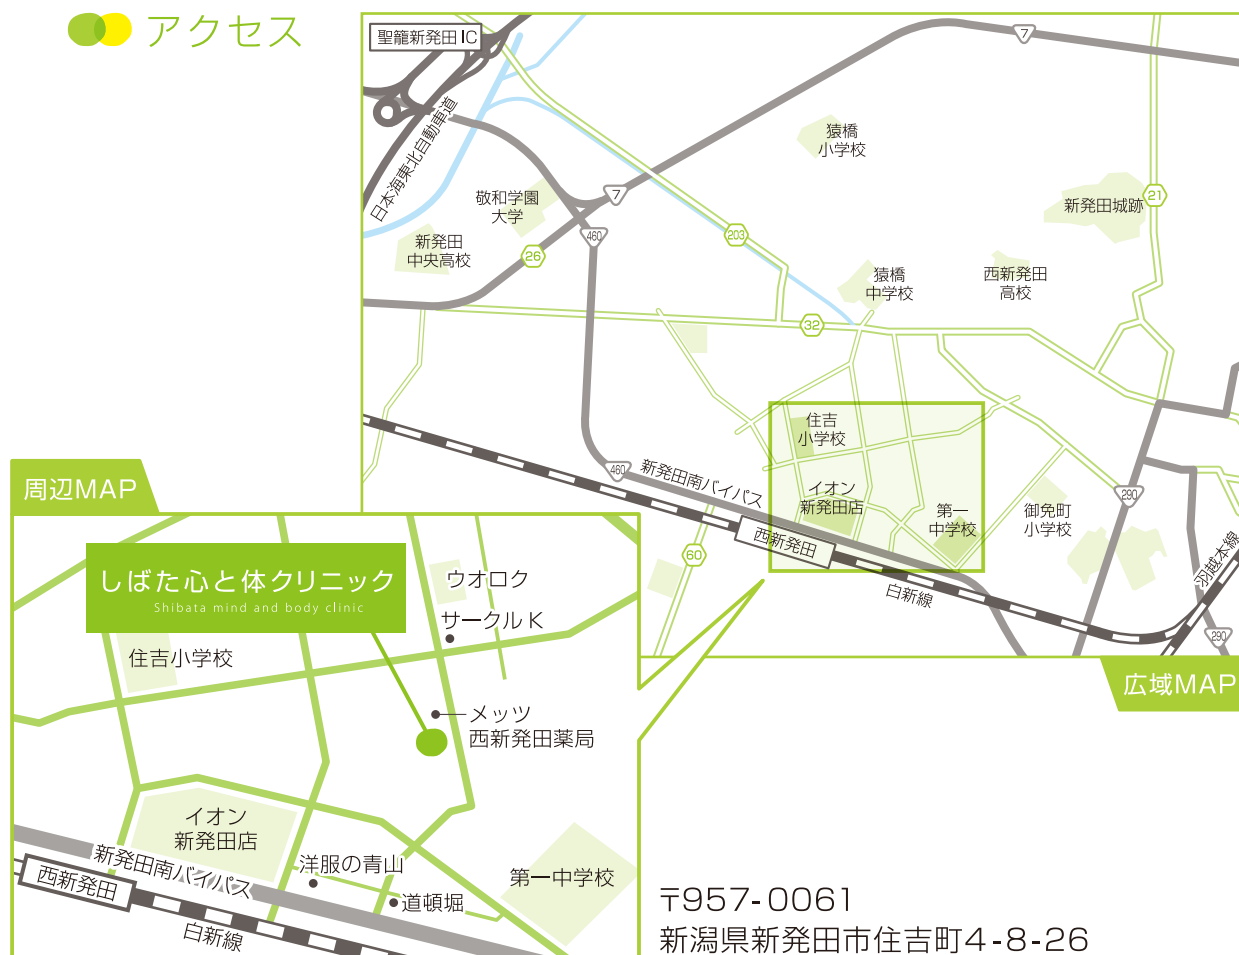 アクセス
聖籠新発田 IC
日本海東北自動車道
7
7
猿橋
小学校
敬和学園
大学
新発田
中央高校
26
460
203
21
新発田城跡
猿橋
中学校
西新発田
高校
32
住吉
小学校
460
新発田南バイパス
イオン
新発田店
第一
中学校
御免町
小学校
290
60
西新発田
白新線
羽越本線
290
広域MAP
周辺MAP
しばた心と体クリニック
Shibata mind and body clinic
ウオロク
サークル K
住吉小学校
メッツ
西新発田薬局
イオン
新発田店
新発田南バイパス
洋服の青山
第一中学校
西新発田
道頓堀
白新線
〒957-0061
新潟県新発田市住吉町4-8-26